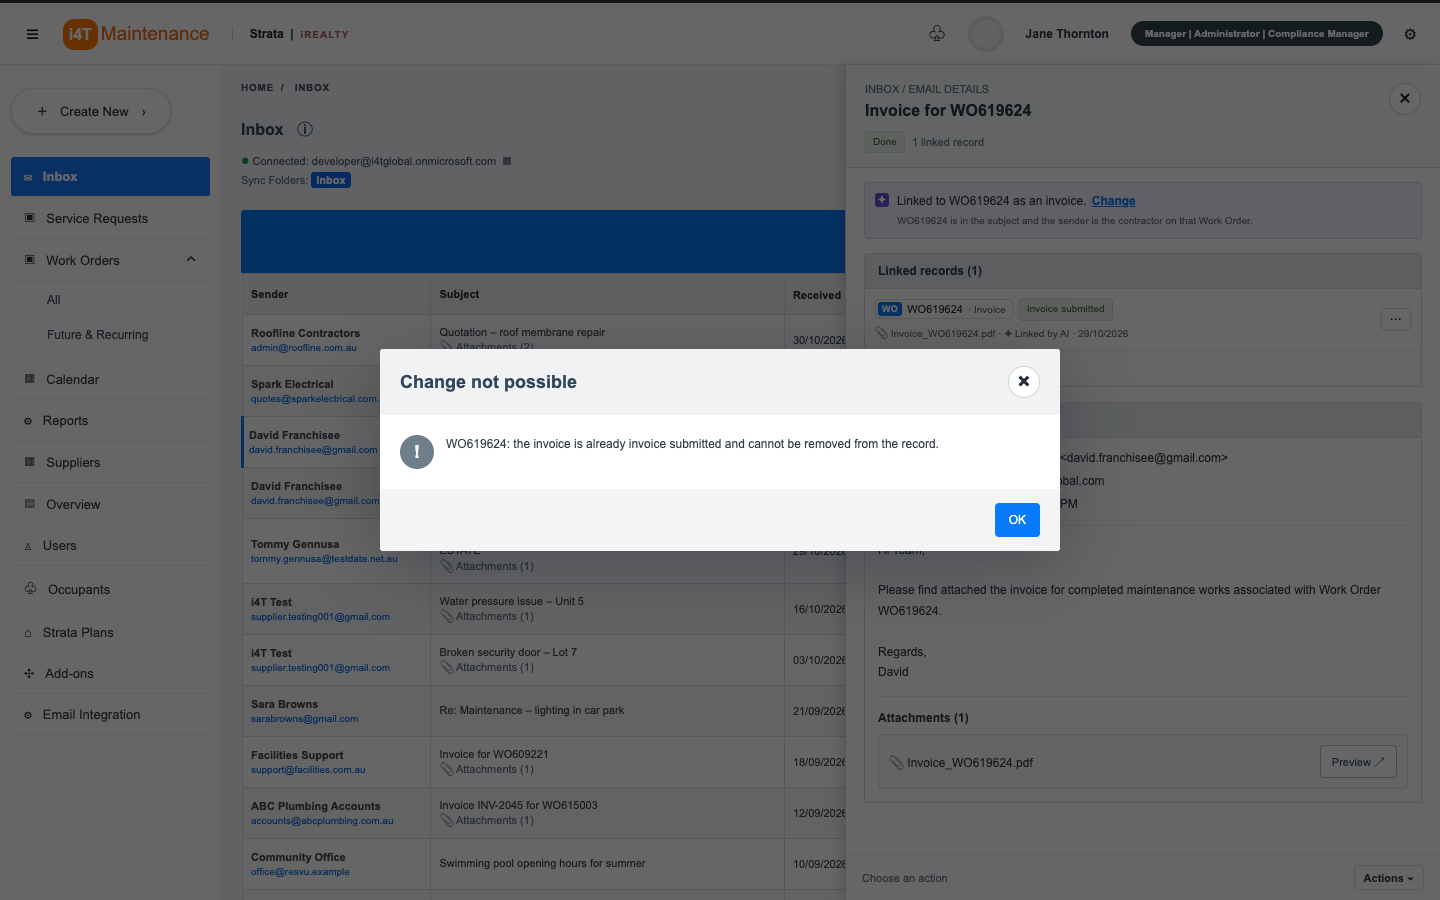 i4T Maintenance
Strata | iREALTY
Jane Thornton
Manager | Administrator | Compliance Manager
+ Create New ›
Inbox
Service Requests
Work Orders
All
Future & Recurring
Calendar
Reports
Suppliers
Overview
Users
Occupants
Strata Plans
Add-ons
Email Integration
HOME / INBOX
Inbox
Connected: developer@i4tglobal.onmicrosoft.com
Sync Folders: Inbox
Sender Subject Received
Roofline Contractors
admin@roofline.com.au
Quotation – roof membrane repair
Attachments (2)
30/10/2026
Spark Electrical
quotes@sparkelectrical.com.
David Franchisee
david.franchisee@gmail.com
David Franchisee
david.franchisee@gmail.com
Tommy Gennusa
tommy.gennusa@testdata.net.au
ESTATE
Attachments (1)
29/10/2026
i4T Test
supplier.testing001@gmail.com
Water pressure issue – Unit 5
Attachments (1)
16/10/2026
i4T Test
supplier.testing001@gmail.com
Broken security door – Lot 7
Attachments (1)
03/10/2026
Sara Browns
sarabrowns@gmail.com
Re: Maintenance – lighting in car park
21/09/2026
Facilities Support
support@facilities.com.au
Invoice for WO609221
Attachments (1)
18/09/2026
ABC Plumbing Accounts
accounts@abcplumbing.com.au
Invoice INV-2045 for WO615003
Attachments (1)
12/09/2026
Community Office
office@resvu.example
Swimming pool opening hours for summer
10/09/2026
INBOX / EMAIL DETAILS
Invoice for WO619624
Done 1 linked record
Linked to WO619624 as an invoice. Change
WO619624 is in the subject and the sender is the contractor on that Work Order.
Linked records (1)
WO WO619624 · Invoice Invoice submitted
Invoice_WO619624.pdf · Linked by AI · 29/10/2026
...
Change not possible
WO619624: the invoice is already invoice submitted and cannot be removed from the record.
OK
<david.franchisee@gmail.com>
obal.com
PM
Hi Team,
Please find attached the invoice for completed maintenance works associated with Work Order
WO619624.
Regards,
David
Attachments (1)
Invoice_WO619624.pdf
Preview
Choose an action
Actions